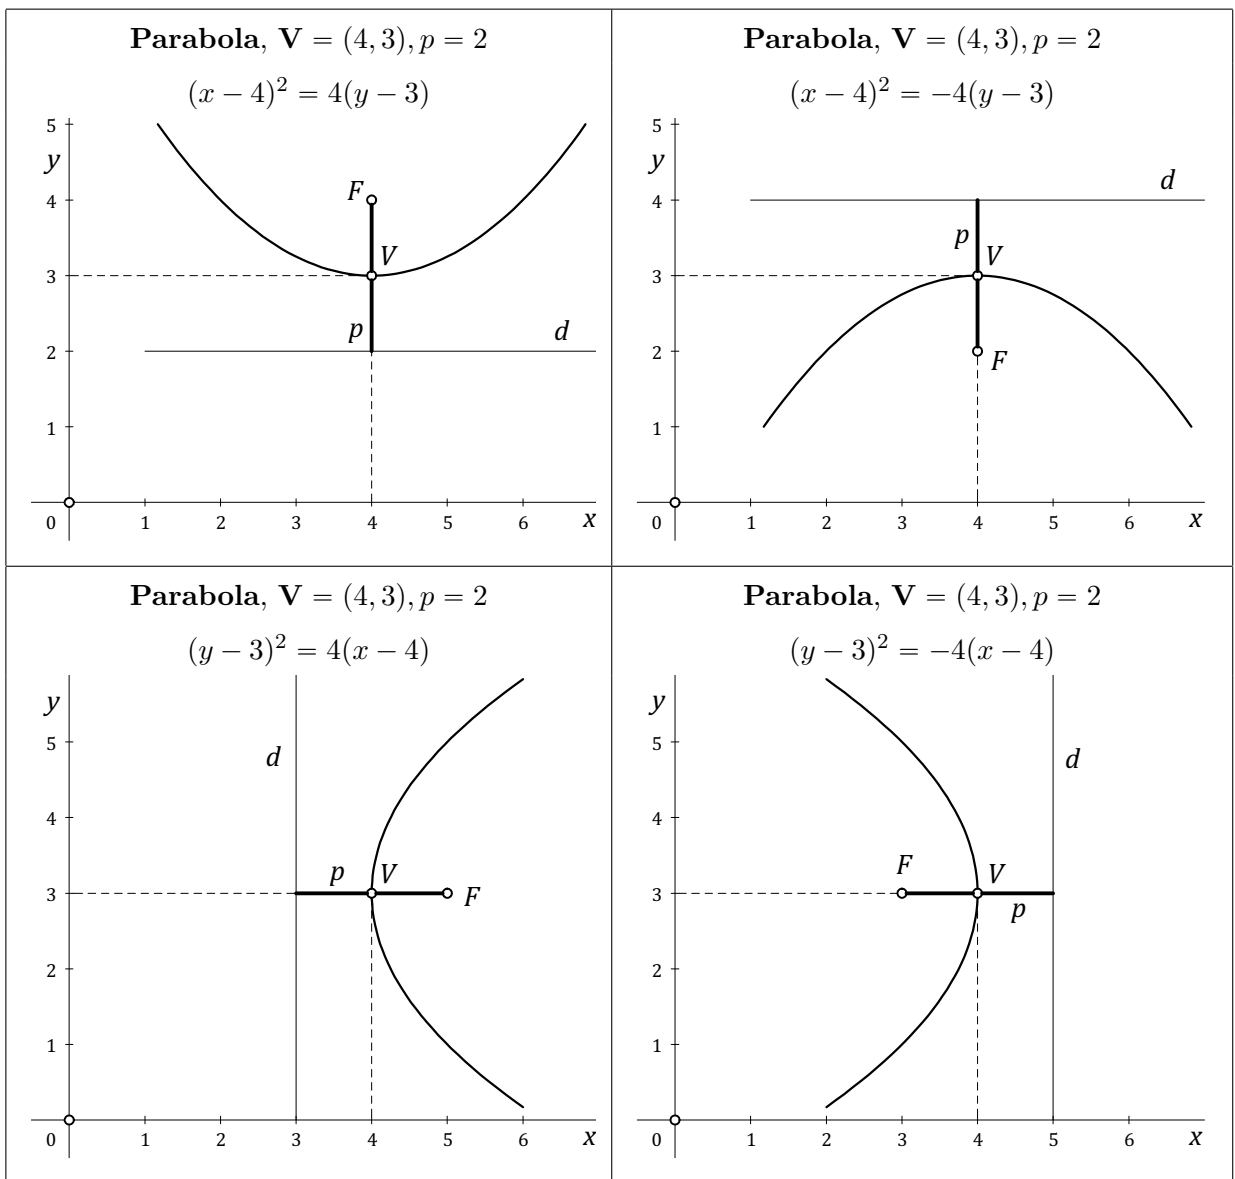 Parabola, V = (4, 3), p = 2
(x − 4)² = 4(y − 3)
5
y
F
4
V
3
p
d
2
1
0 1 2 3 4 5 6 x
Parabola, V = (4, 3), p = 2
(x − 4)² = −4(y − 3)
5
y
d
4
p
V
3
2
F
1
0 1 2 3 4 5 6 x
Parabola, V = (4, 3), p = 2
(y − 3)² = 4(x − 4)
y
d
5
4
p V
3
F
2
1
0 1 2 3 4 5 6 x
Parabola, V = (4, 3), p = 2
(y − 3)² = −4(x − 4)
y
d
5
4
F V
3
p
2
1
0 1 2 3 4 5 6 x